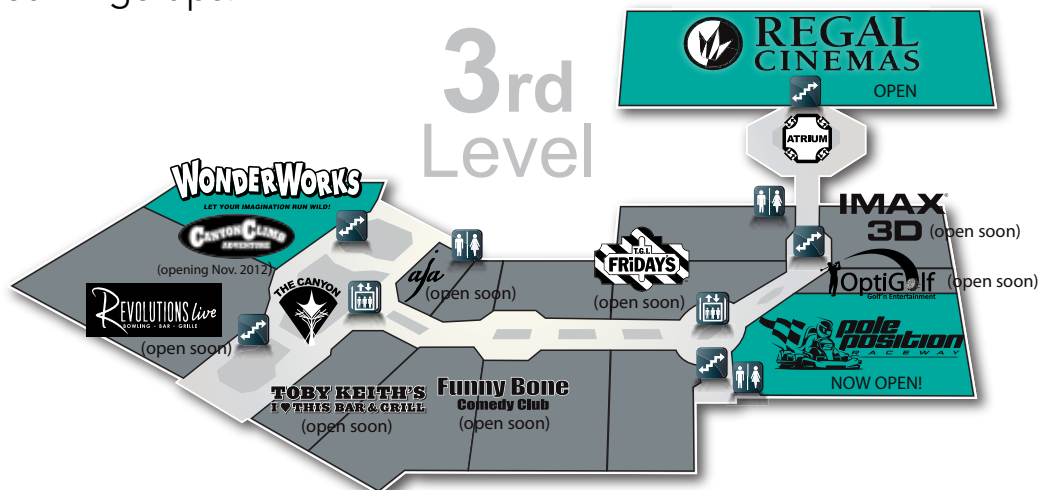 3rd
Level
REGAL
CINEMAS
OPEN
ATRIUM
WONDERWORKS
LET YOUR IMAGINATION RUN WILD!
CANYON CLIMB
ADVENTURE
(opening Nov. 2012)
IMAX®
3D (open soon)
T.G.I.
FRIDAY'S
(open soon)
OptiGolf (open soon)
Golf 'n Entertainment
asa
(open soon)
THE CANYON
REVOLUTIONS live
BOWLING - BAR - GRILLE
(open soon)
pole
position
RACEWAY
NOW OPEN!
TOBY KEITH'S
I ♥ THIS BAR & GRILL
(open soon)
Funny Bone
Comedy Club
(open soon)